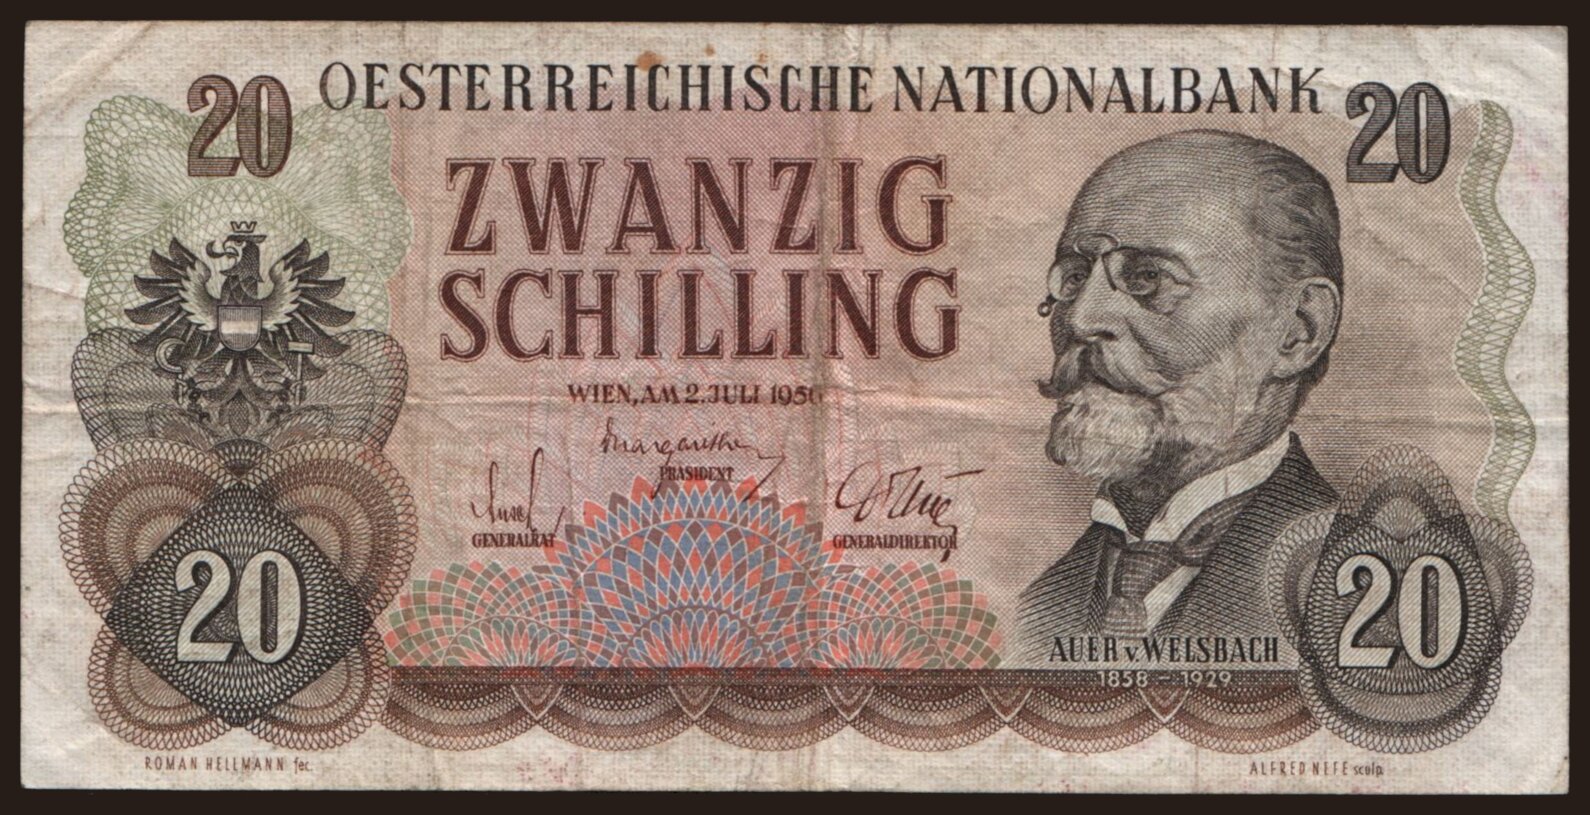 OESTERREICHISCHE NATIONALBANK
20
20
ZWANZIG
SCHILLING
WIEN, AM 2. JULI 1956
PRÄSIDENT
GENERALRAT
GENERALDIREKTOR
20
20
AUER v. WELSBACH
1858 – 1929
ROMAN HELLMANN fec.
ALFRED NEFE sculp.